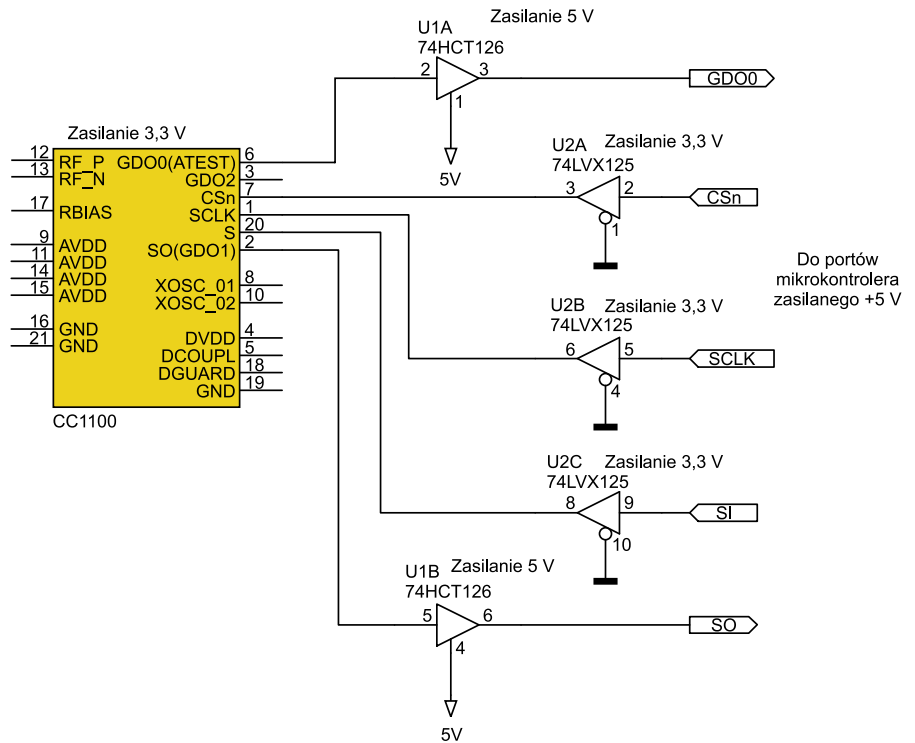 Zasilanie 5 V
U1A
74HCT126
2
3
1
5V
GDO0
Zasilanie 3,3 V
12
RF_P
13
RF_N
17
RBIAS
9
AVDD
11
AVDD
14
AVDD
15
AVDD
16
GND
21
GND
GDO0(ATEST)
6
GDO2
3
CSn
7
SCLK
1
S
20
SO(GDO1)
2
XOSC_01
8
XOSC_02
10
DVDD
4
DCOUPL
5
DGUARD
18
GND
19
CC1100
U2A
Zasilanie 3,3 V
74LVX125
3
2
1
CSn
Do portów
mikrokontrolera
zasilanego +5 V
U2B
Zasilanie 3,3 V
74LVX125
6
5
4
SCLK
U2C
Zasilanie 3,3 V
74LVX125
8
9
10
SI
U1B
Zasilanie 5 V
74HCT126
5
6
4
5V
SO